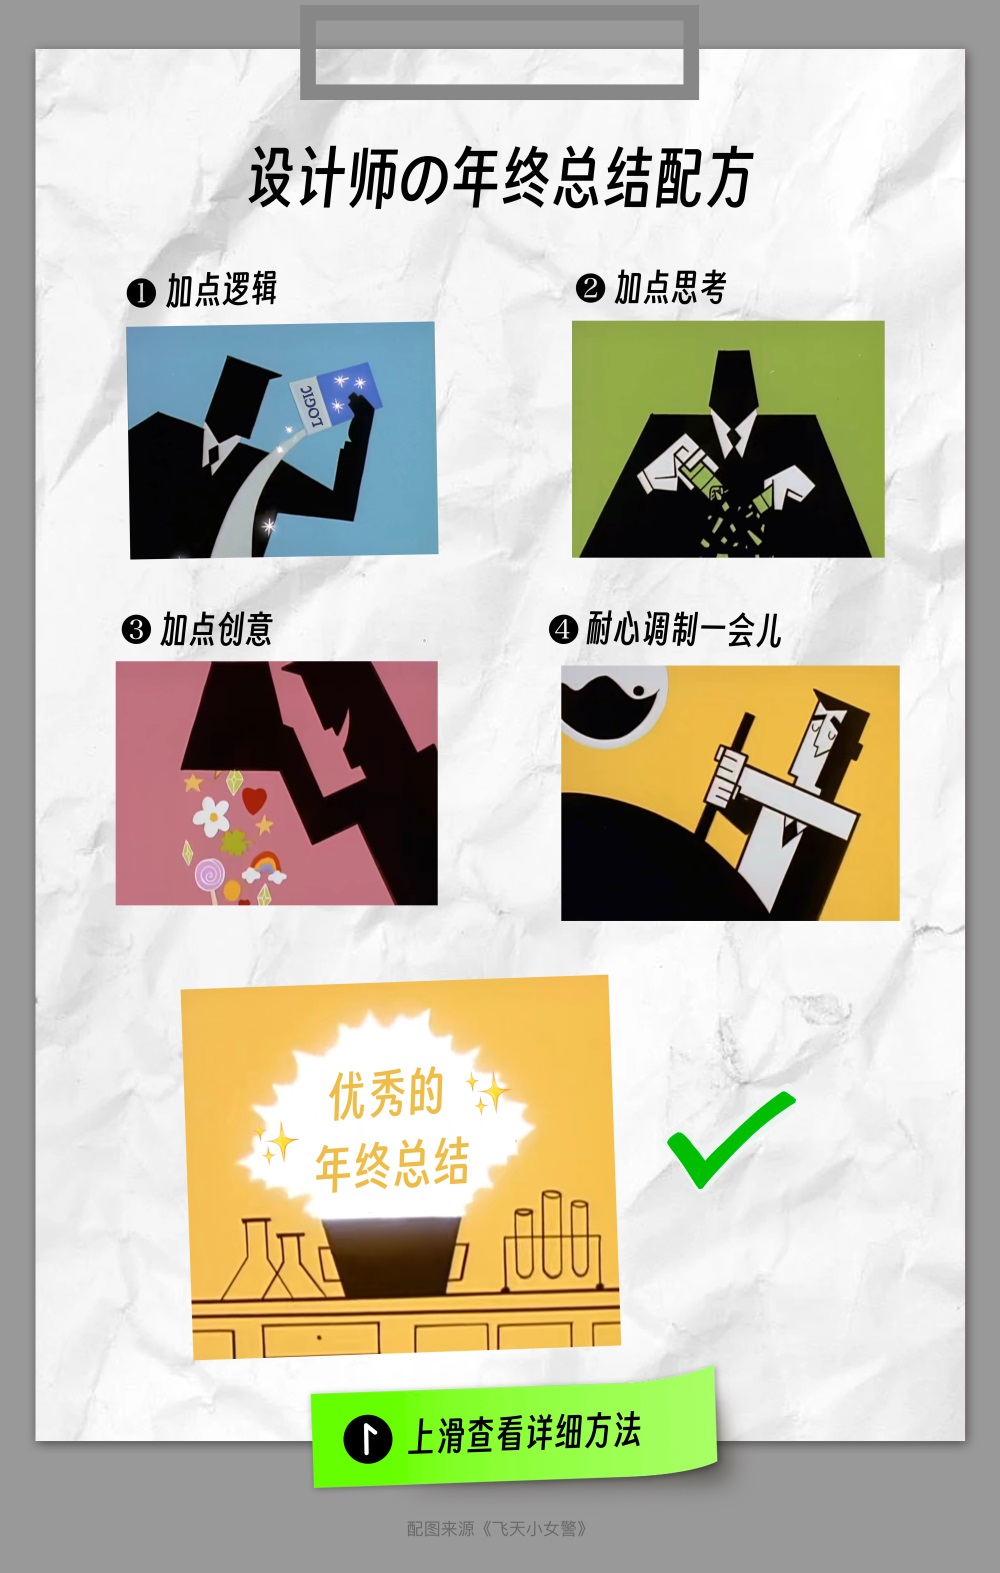 设计师の年终总结配方
❶ 加点逻辑
❷ 加点思考
LOGIC
❸ 加点创意
❹ 耐心调制一会儿
优秀的
年终总结
上滑查看详细方法
配图来源《飞天小女警》